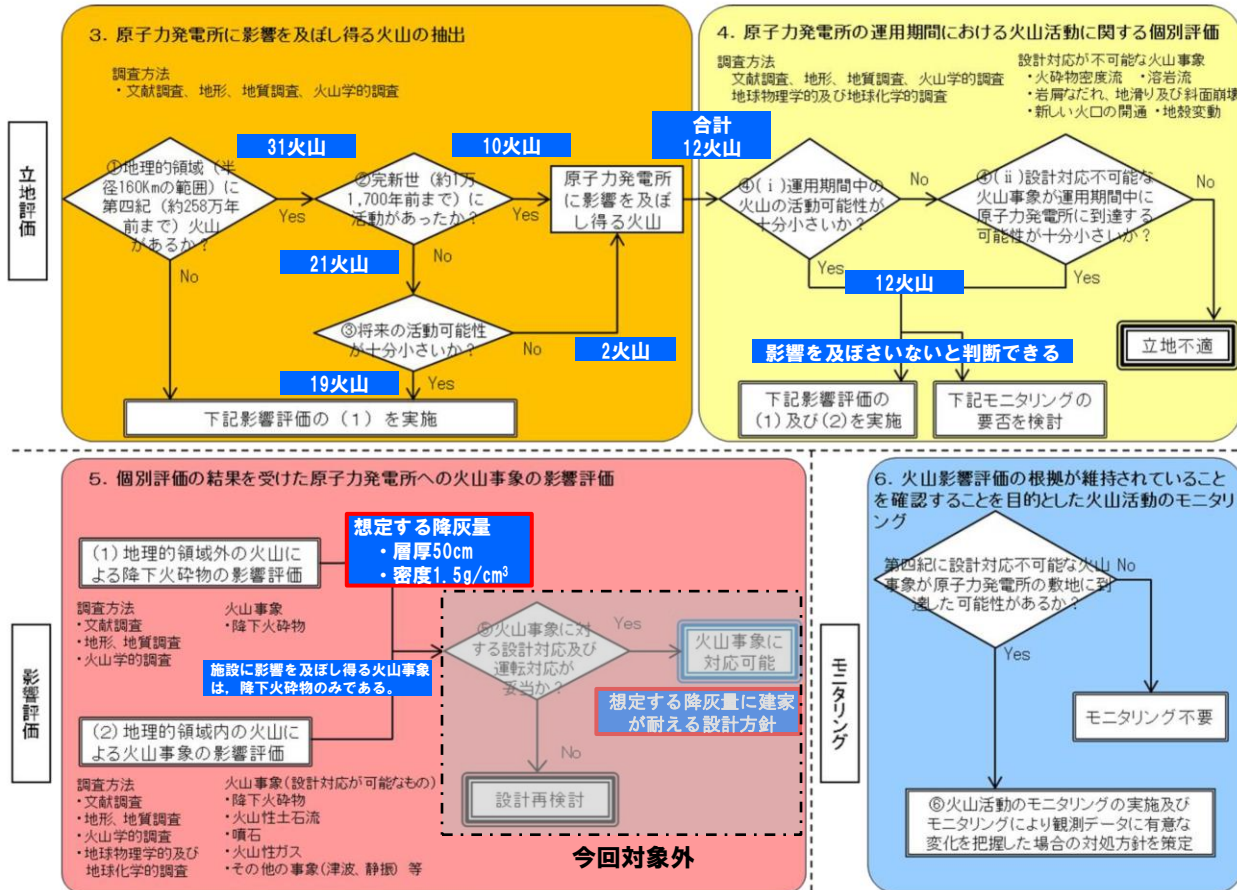 3. 原子力発電所に影響を及ぼし得る火山の抽出
調査方法
・文献調査、地形、地質調査、火山学的調査
立地評価
31火山
10火山
①地理的領域（半
径160Kmの範囲）に
第四紀（約258万年
前まで）火山
があるか？
Yes
No
②完新世（約1万
1,700年前まで）に
活動があったか？
Yes
No
原子力発電所
に影響を及ぼ
し得る火山
21火山
③将来の活動可能性
が十分小さいか？
No
2火山
19火山
Yes
下記影響評価の（1）を実施
合計
12火山
4. 原子力発電所の運用期間における火山活動に関する個別評価
調査方法
文献調査、地形、地質調査、火山学的調査
地球物理学的及び地球化学的調査
設計対応が不可能な火山事象
・火砕物密度流 ・溶岩流
・岩屑なだれ、地滑り及び斜面崩壊
・新しい火口の開通 ・地殻変動
④(ⅰ)運用期間中の
火山の活動可能性が
十分小さいか？
No
Yes
④(ⅱ)設計対応不可能な
火山事象が運用期間中に
原子力発電所に到達する
可能性が十分小さいか？
No
Yes
12火山
影響を及ぼさいないと判断できる
立地不適
下記影響評価の
(1)及び(2)を実施
下記モニタリングの
要否を検討
5. 個別評価の結果を受けた原子力発電所への火山事象の影響評価
影響評価
(1)地理的領域外の火山に
よる降下火砕物の影響評価
想定する降灰量
・層厚50cm
・密度1.5g/cm³
調査方法
・文献調査
・地形、地質調査
・火山学的調査
火山事象
・降下火砕物
施設に影響を及ぼし得る火山事象
は，降下火砕物のみである。
⑤火山事象に対
する設計対応及び
運転対応が
妥当か？
Yes
No
火山事象に
対応可能
想定する降灰量に建家
が耐える設計方針
設計再検討
今回対象外
(2)地理的領域内の火山に
よる火山事象の影響評価
調査方法
・文献調査
・地形、地質調査
・火山学的調査
・地球物理学的及び
地球化学的調査
火山事象(設計対応が可能なもの)
・降下火砕物
・火山性土石流
・噴石
・火山性ガス
・その他の事象(津波、静振) 等
モニタリング
6. 火山影響評価の根拠が維持されていること
を確認することを目的とした火山活動のモニタリ
ング
第四紀に設計対応不可能な火山
事象が原子力発電所の敷地に到
達した可能性があるか？
No
Yes
モニタリング不要
⑥火山活動のモニタリングの実施及び
モニタリングにより観測データに有意な
変化を把握した場合の対処方針を策定